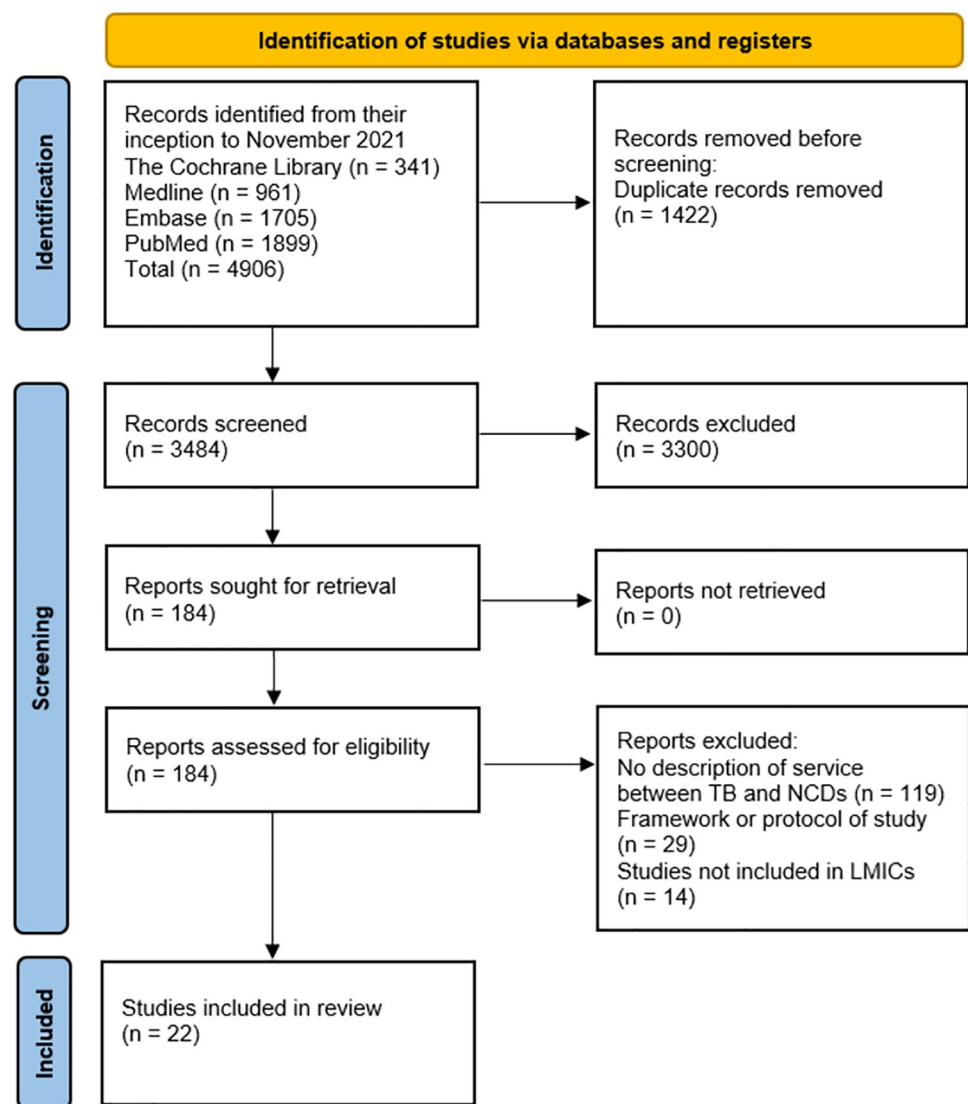 Identification of studies via databases and registers
Identification
Records identified from their
inception to November 2021
The Cochrane Library (n = 341)
Medline (n = 961)
Embase (n = 1705)
PubMed (n = 1899)
Total (n = 4906)
Records removed before
screening:
Duplicate records removed
(n = 1422)
Screening
Records screened
(n = 3484)
Records excluded
(n = 3300)
Reports sought for retrieval
(n = 184)
Reports not retrieved
(n = 0)
Reports assessed for eligibility
(n = 184)
Reports excluded:
No description of service
between TB and NCDs (n = 119)
Framework or protocol of study
(n = 29)
Studies not included in LMICs
(n = 14)
Included
Studies included in review
(n = 22)